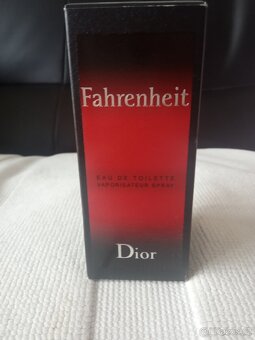 Fahrenheit
EAU DE TOILETTE
VAPORISATEUR SPRAY
Dior